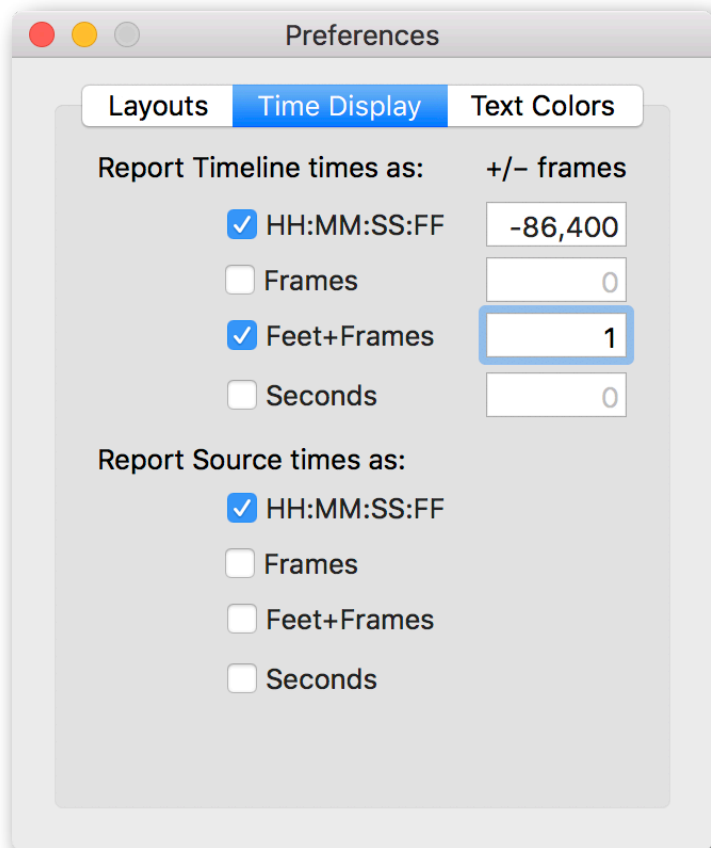 Preferences
Layouts Time Display Text Colors
Report Timeline times as: +/− frames
HH:MM:SS:FF -86,400
Frames 0
Feet+Frames 1
Seconds 0
Report Source times as:
HH:MM:SS:FF
Frames
Feet+Frames
Seconds